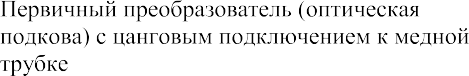 Первичный преобразователь (оптическая
подкова) с цанговым подключением к медной
трубке